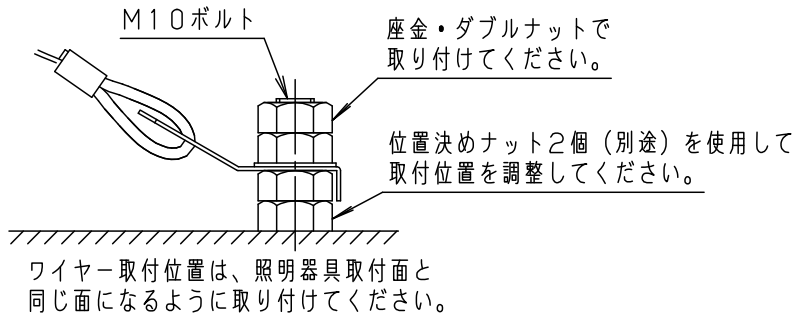 M10ボルト
座金・ダブルナットで
取り付けてください。
位置決めナット2個（別途）を使用して
取付位置を調整してください。
ワイヤー取付位置は、照明器具取付面と
同じ面になるように取り付けてください。